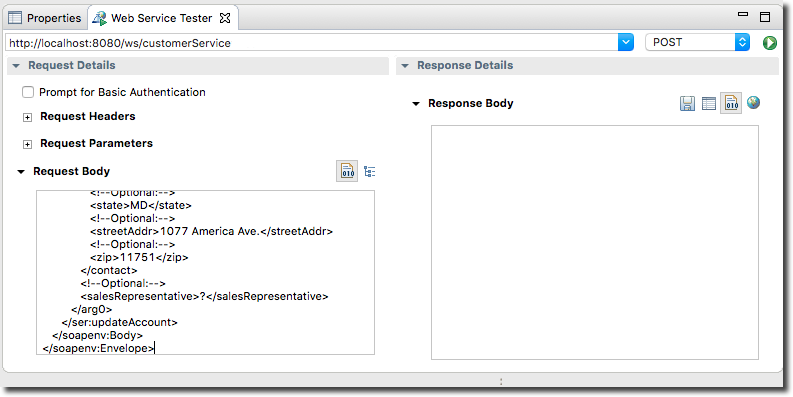 Properties
Web Service Tester
http://localhost:8080/ws/customerService
POST
Request Details
Response Details
Prompt for Basic Authentication
Request Headers
Request Parameters
Request Body
010
<!--Optional:-->
<state>MD</state>
<!--Optional:-->
<streetAddr>1077 America Ave.</streetAddr>
<!--Optional:-->
<zip>11751</zip>
</contact>
<!--Optional:-->
<salesRepresentative>?</salesRepresentative>
</arg0>
</ser:updateAccount>
</soapenv:Body>
</soapenv:Envelope>
Response Body
010